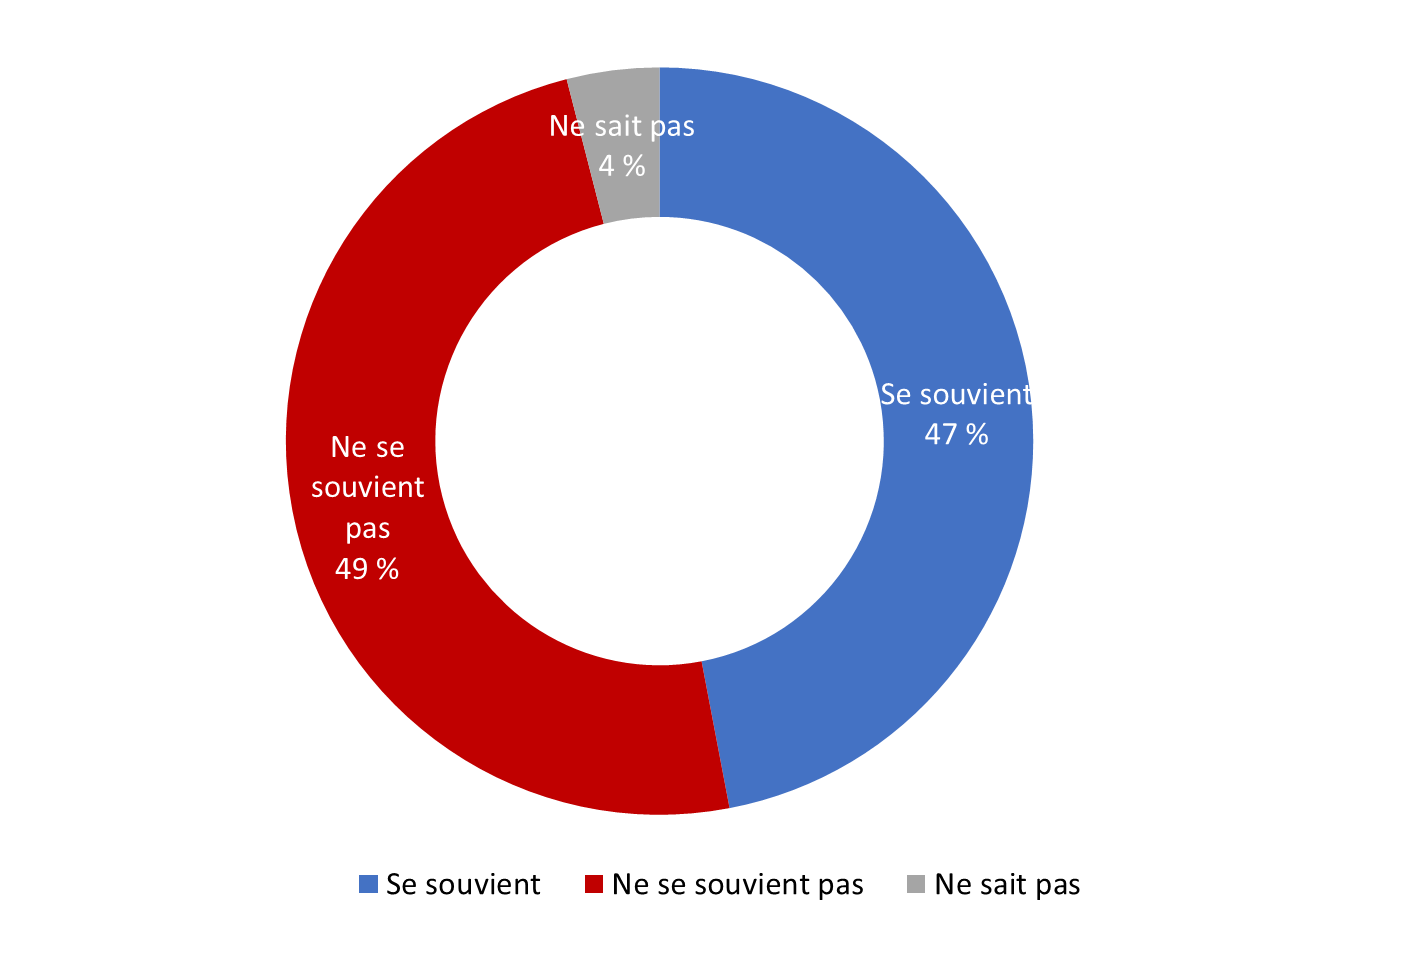 Ne sait pas
4 %
Se souvient
47 %
Ne se
souvient
pas
49 %
Se souvient
Ne se souvient pas
Ne sait pas